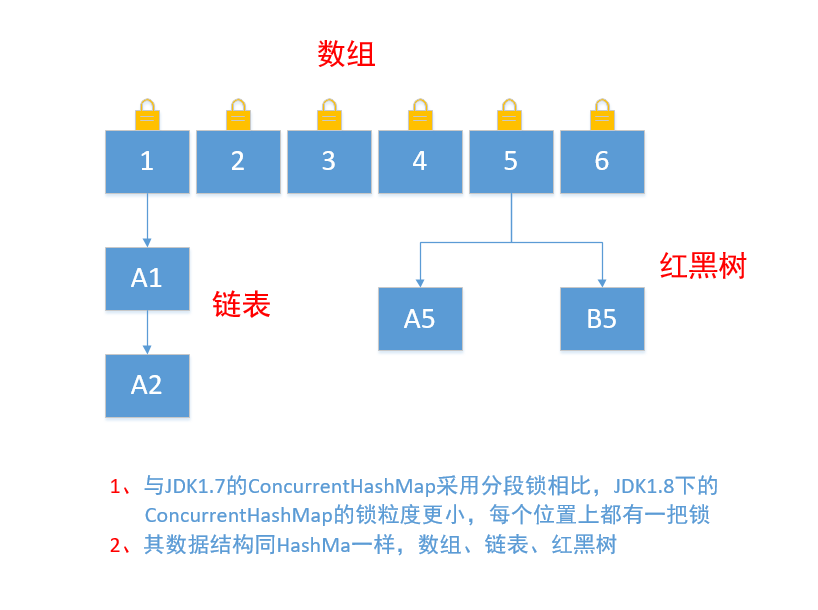 数组
1 2 3 4 5 6
A1
链表
A2
A5 B5
红黑树
1、与JDK1.7的ConcurrentHashMap采用分段锁相比，JDK1.8下的
ConcurrentHashMap的锁粒度更小，每个位置上都有一把锁
2、其数据结构同HashMa一样，数组、链表、红黑树